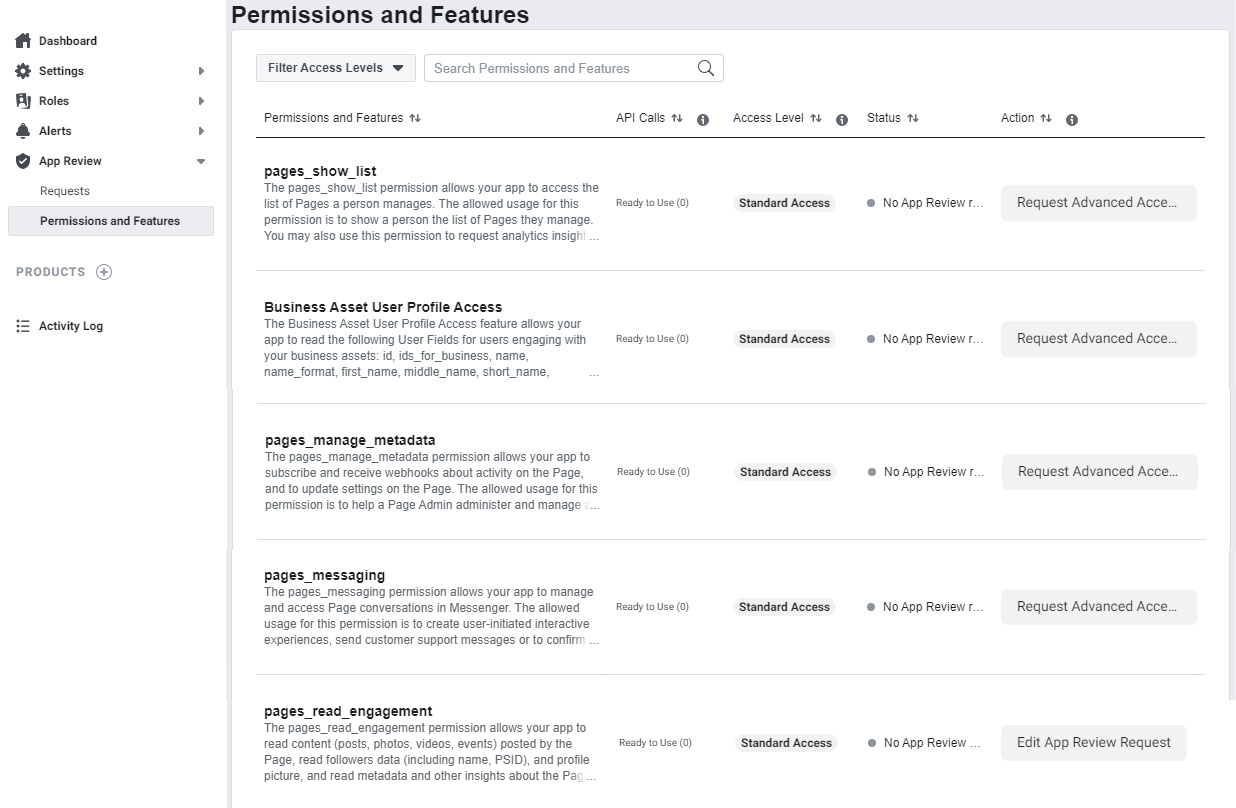 Permissions and Features
Dashboard
Settings
Roles
Alerts
App Review
Requests
Permissions and Features
PRODUCTS
Activity Log
Filter Access Levels
Search Permissions and Features
Permissions and Features API Calls Access Level Status Action
pages_show_list
The pages_show_list permission allows your app to access the
list of Pages a person manages. The allowed usage for this
permission is to show a person the list of Pages they manage.
You may also use this permission to request analytics insight ...
Ready to Use (0) Standard Access No App Review r... Request Advanced Acce...
Business Asset User Profile Access
The Business Asset User Profile Access feature allows your
app to read the following User Fields for users engaging with
your business assets: id, ids_for_business, name,
name_format, first_name, middle_name, short_name, ...
Ready to Use (0) Standard Access No App Review r... Request Advanced Acce...
pages_manage_metadata
The pages_manage_metadata permission allows your app to
subscribe and receive webhooks about activity on the Page,
and to update settings on the Page. The allowed usage for this
permission is to help a Page Admin administer and manage ...
Ready to Use (0) Standard Access No App Review r... Request Advanced Acce...
pages_messaging
The pages_messaging permission allows your app to manage
and access Page conversations in Messenger. The allowed
usage for this permission is to create user-initiated interactive
experiences, send customer support messages or to confirm ...
Ready to Use (0) Standard Access No App Review r... Request Advanced Acce...
pages_read_engagement
The pages_read_engagement permission allows your app to
read content (posts, photos, videos, events) posted by the
Page, read followers data (including name, PSID), and profile
picture, and read metadata and other insights about the Pag...
Ready to Use (0) Standard Access No App Review ... Edit App Review Request